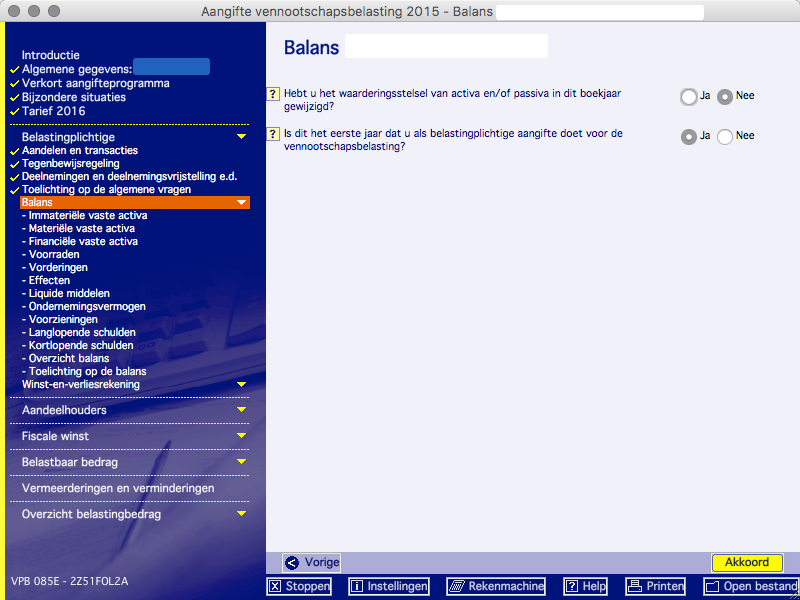 Aangifte vennootschapsbelasting 2015 - Balans
Introductie
Algemene gegevens:
Verkort aangifteprogramma
Bijzondere situaties
Tarief 2016
Belastingplichtige
Aandelen en transacties
Tegenbewijsregeling
Deelnemingen en deelnemingsvrijstelling e.d.
Toelichting op de algemene vragen
Balans
- Immateriële vaste activa
- Materiële vaste activa
- Financiële vaste activa
- Voorraden
- Vorderingen
- Effecten
- Liquide middelen
- Ondernemingsvermogen
- Voorzieningen
- Langlopende schulden
- Kortlopende schulden
- Overzicht balans
- Toelichting op de balans
Winst-en-verliesrekening
Aandeelhouders
Fiscale winst
Belastbaar bedrag
Vermeerderingen en verminderingen
Overzicht belastingbedrag
VPB 085E - 2Z51FOL2A
Balans
? Hebt u het waarderingsstelsel van activa en/of passiva in dit boekjaar
gewijzigd?
Ja Nee
? Is dit het eerste jaar dat u als belastingplichtige aangifte doet voor de
vennootschapsbelasting?
Ja Nee
Vorige
Akkoord
Stoppen
Instellingen
Rekenmachine
Help
Printen
Open bestand